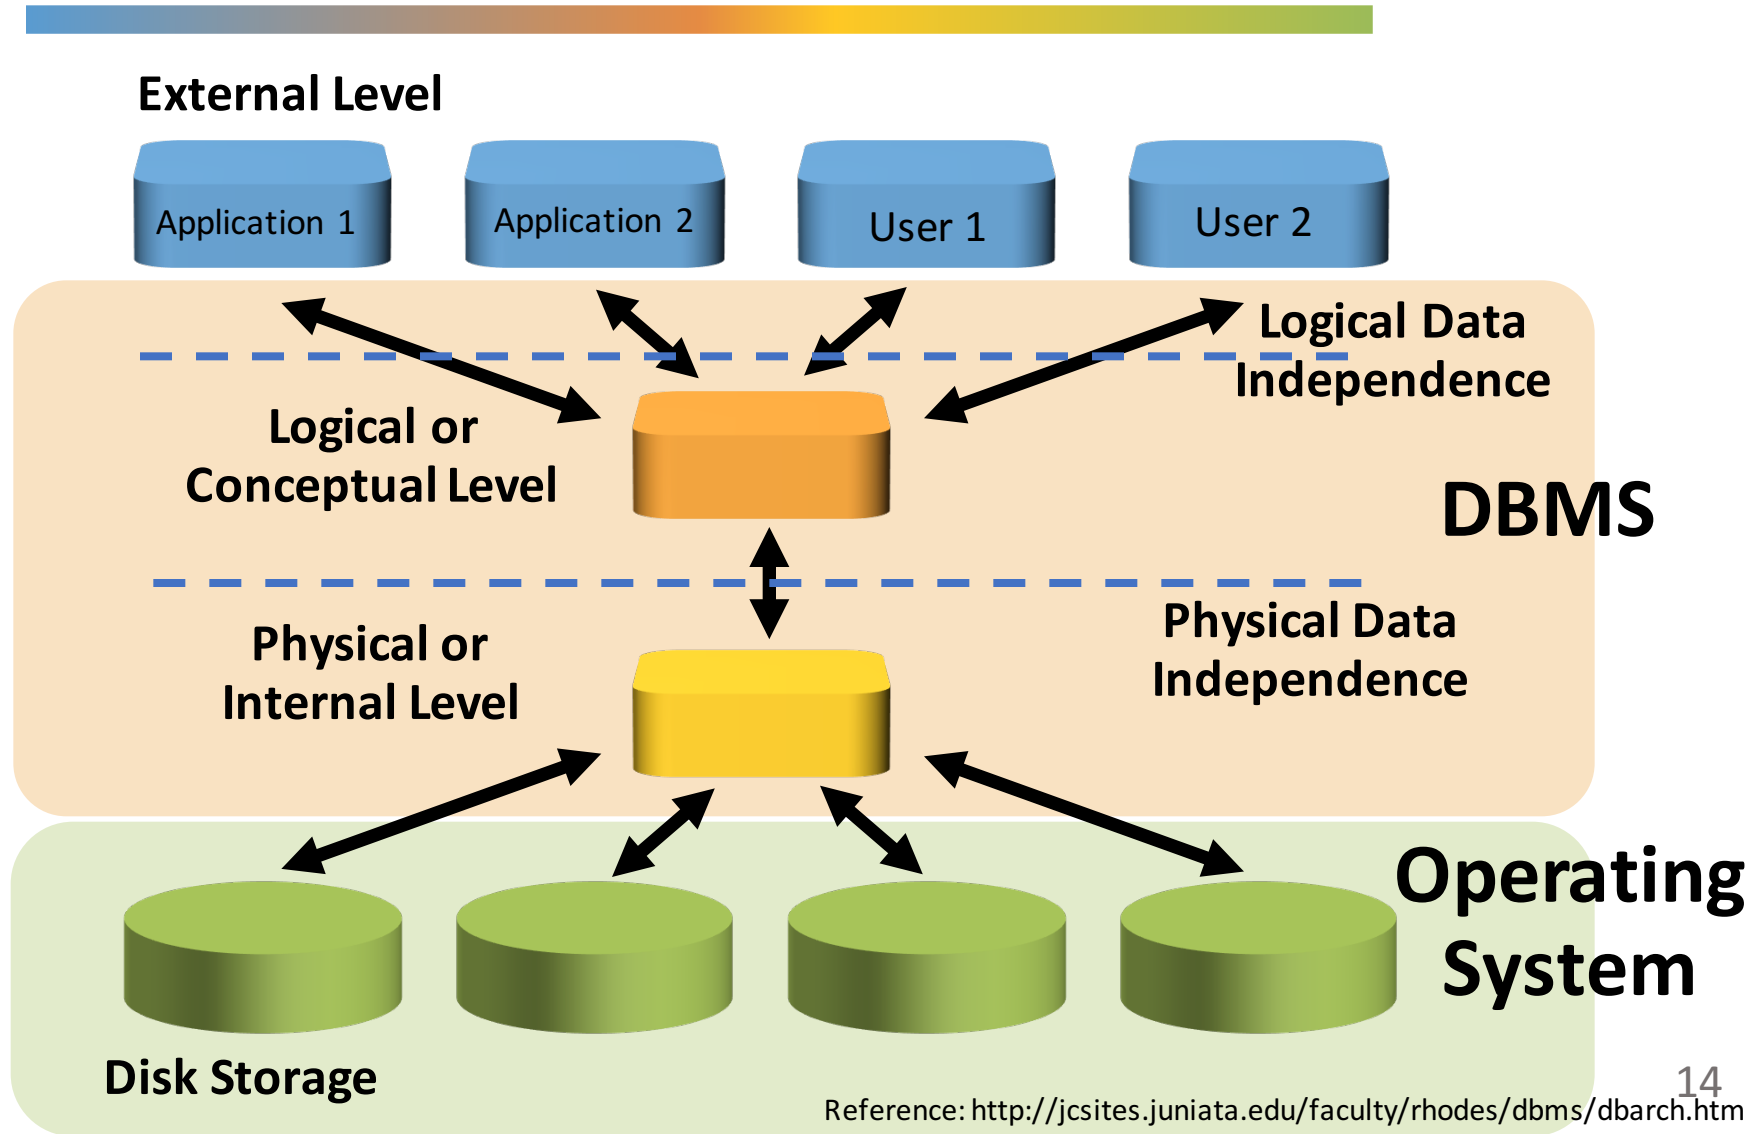 External Level
Application 1
Application 2
User 1
User 2
Logical Data
Independence
Logical or
Conceptual Level
DBMS
Physical Data
Independence
Physical or
Internal Level
Operating
System
Disk Storage
14
Reference: http://jcsites.juniata.edu/faculty/rhodes/dbms/dbarch.htm